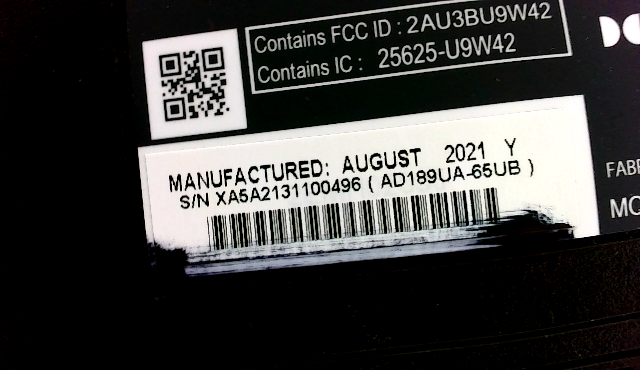 Contains FCC ID : 2AU3BU9W42
Contains IC : 25625-U9W42
MANUFACTURED: AUGUST 2021 Y
S/N XA5A2131100496 ( AD189UA-65UB )